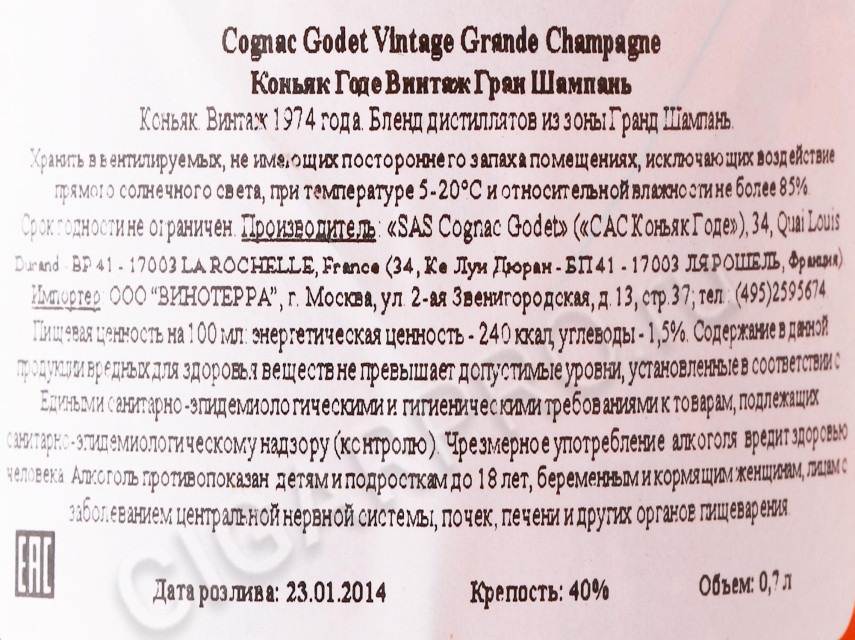 Cognac Godet Vintage Grande Champagne
Коньяк Годе Винтаж Гран Шампань
Коньяк. Винтаж 1974 года. Бленд дистиллятов из зоны Гранд Шампань.
Хранить в вентилируемых, не имеющих постороннего запаха помещениях, исключающих воздействие
прямого солнечного света, при температуре 5-20°C и относительной влажности не более 85%
Срок годности не ограничен. Производитель: «SAS Cognac Godet» («САС Коньяк Годе»), 34, Quai Louis
Durand - BP 41 - 17003 LA ROCHELLE, France (34, Ке Луи Дюран - БП 41 - 17003 ЛЯ РОШЕЛЬ, Франция)
Импортер: ООО "ВИНОТЕРРА", г. Москва, ул. 2-ая Звенигородская, д. 13, стр. 37; тел.: (495)2595674.
Пищевая ценность на 100 мл: энергетическая ценность - 240 ккал, углеводы - 1,5%. Содержание в данной
продукции вредных для здоровья веществ не превышает допустимые уровни, установленные в соответствии с
Едиными санитарно-эпидемиологическими и гигиеническими требованиями к товарам, подлежащих
санитарно-эпидемиологическому надзору (контролю). Чрезмерное употребление алкоголя вредит здоровью
человека. Алкоголь противопоказан детям и подросткам до 18 лет, беременным и кормящим женщинам, лицам с
заболеванием центральной нервной системы, почек, печени и других органов пищеварения.
EAC
Дата розлива: 23.01.2014 Крепость: 40% Объем: 0,7 л
CIGARPRO.RU